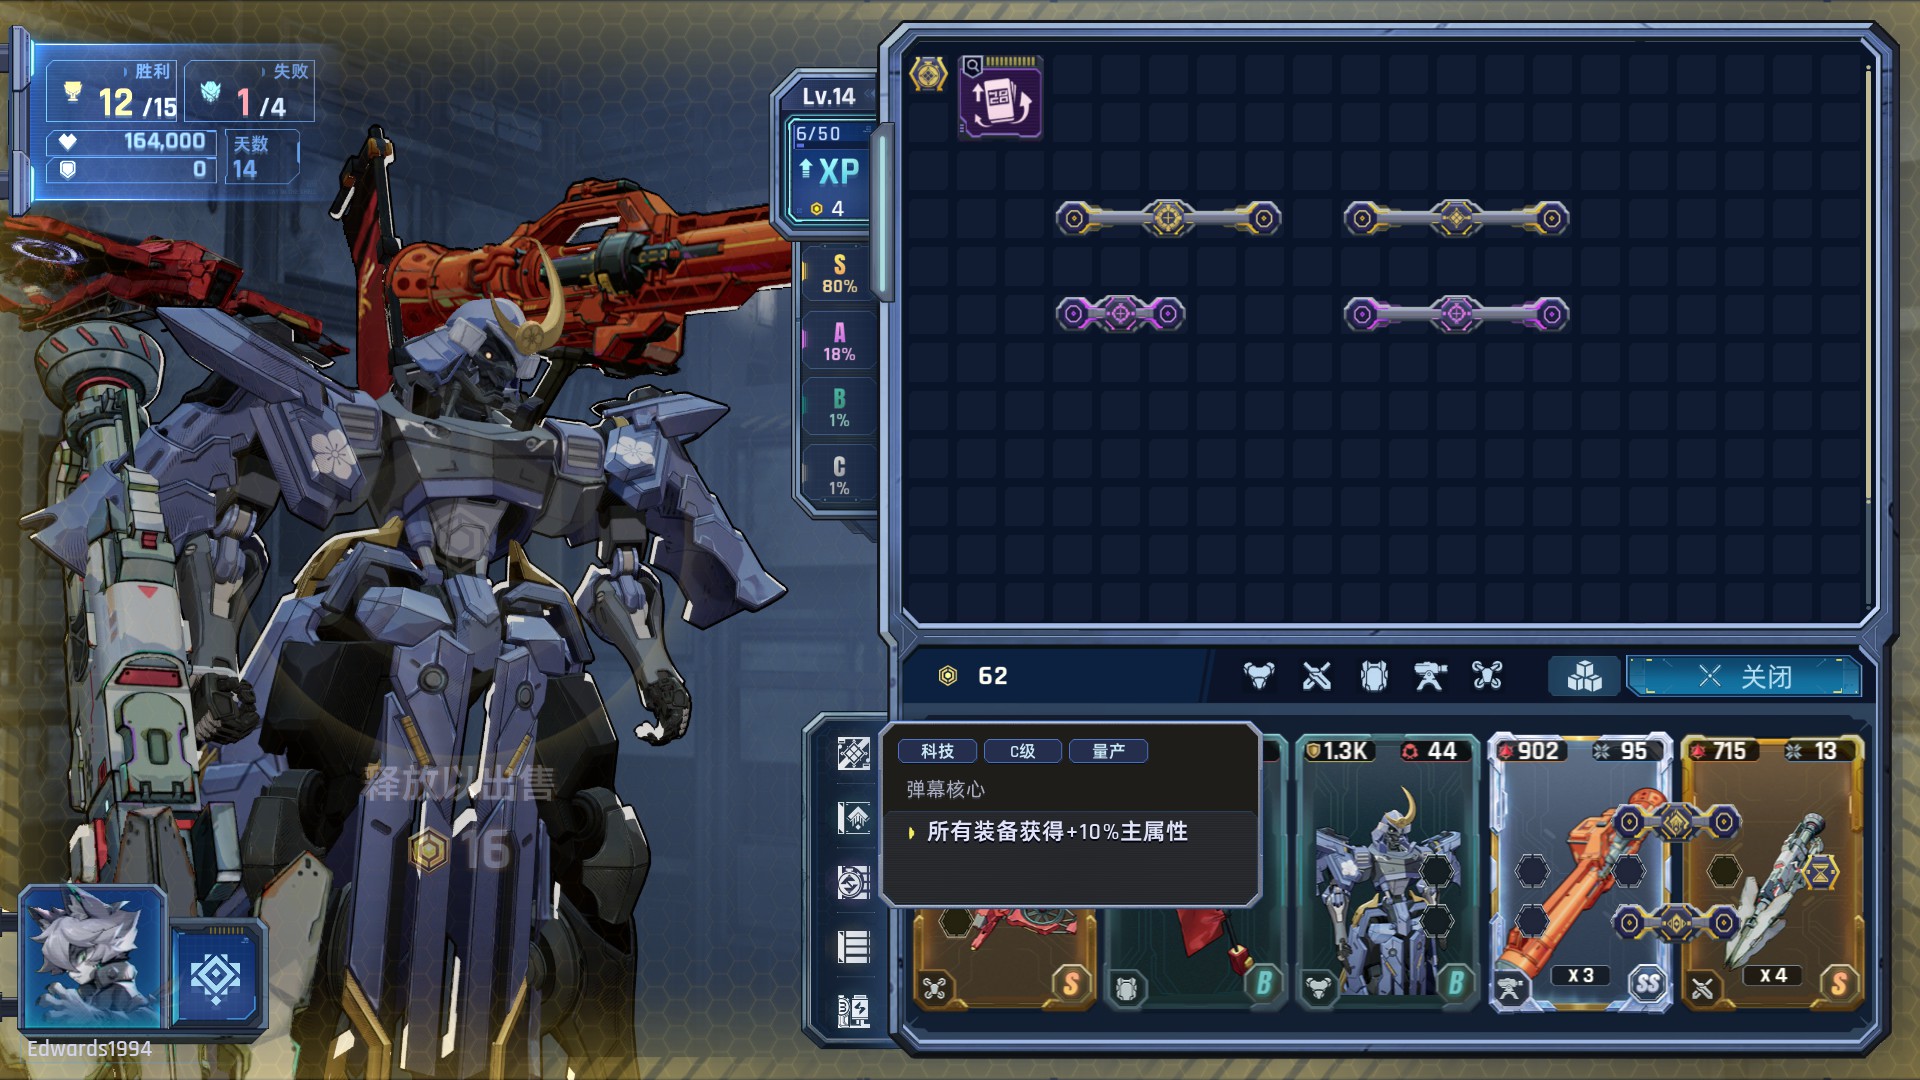 胜利
12 /15
失败
1 /4
164,000
0
天数
14
Lv.14
6/50
XP
4
S
80%
A
18%
B
1%
C
1%
释放以出售
16
Edwards1994
62
关闭
科技
C级
量产
弹幕核心
所有装备获得+10%主属性
S
B
1.3K
44
B
902
95
x3
SS
715
13
x4
S